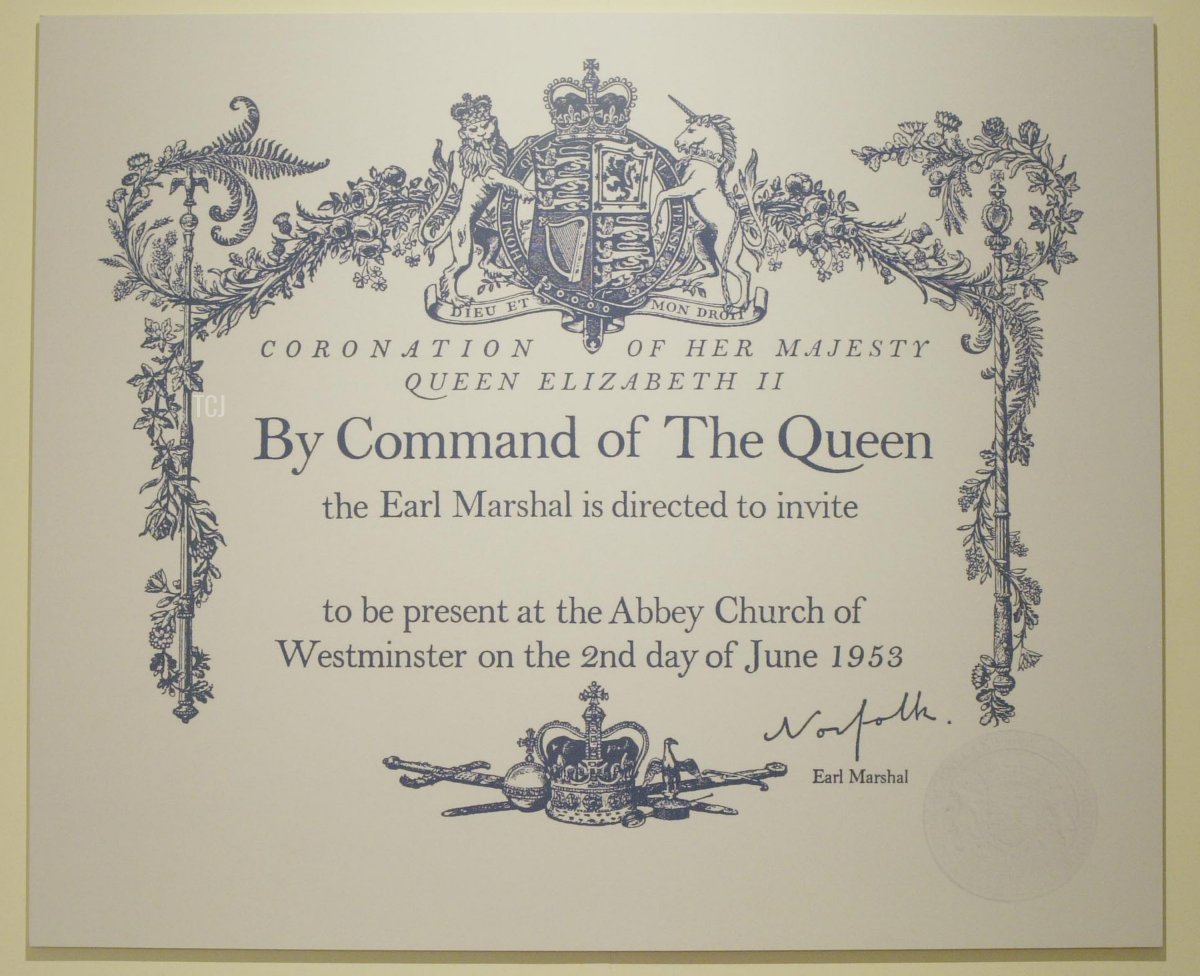 DIEU ET MON DROIT
CORONATION OF HER MAJESTY
QUEEN ELIZABETH II
TCJ
By Command of The Queen
the Earl Marshal is directed to invite
to be present at the Abbey Church of
Westminster on the 2nd day of June 1953
Norfolk.
Earl Marshal